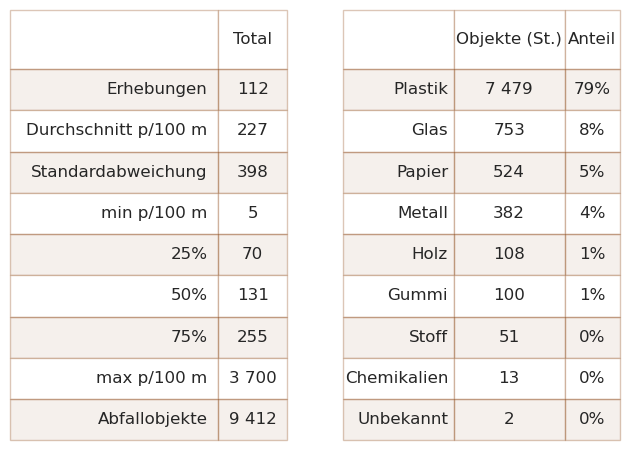 Total
Erhebungen 112
Durchschnitt p/100 m 227
Standardabweichung 398
min p/100 m 5
25% 70
50% 131
75% 255
max p/100 m 3 700
Abfallobjekte 9 412
Objekte (St.) Anteil
Plastik 7 479 79%
Glas 753 8%
Papier 524 5%
Metall 382 4%
Holz 108 1%
Gummi 100 1%
Stoff 51 0%
Chemikalien 13 0%
Unbekannt 2 0%